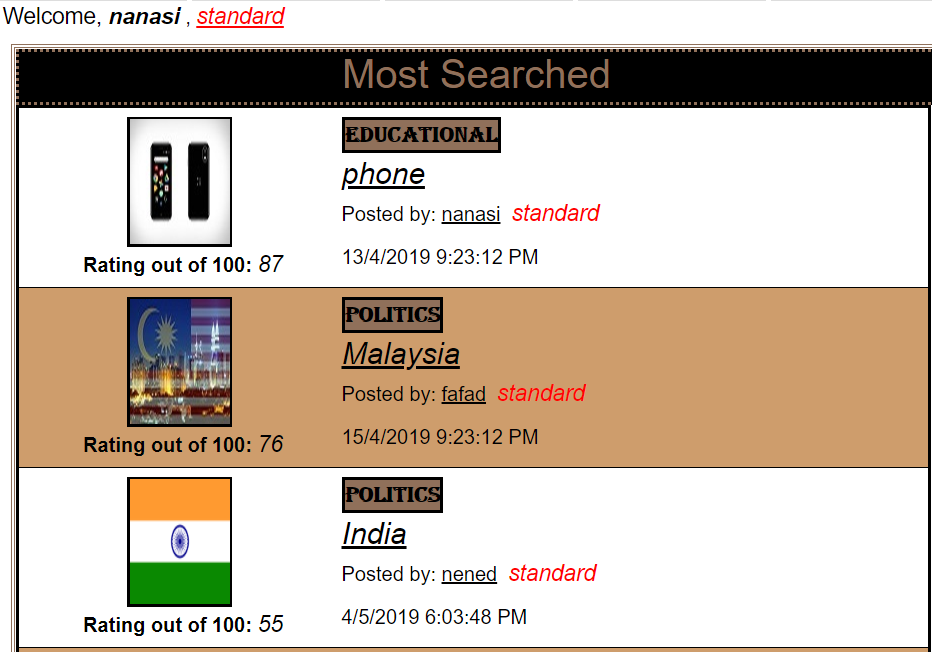 Welcome, nanasi , standard
Most Searched
EDUCATIONAL
phone
Posted by: nanasi standard
13/4/2019 9:23:12 PM
Rating out of 100: 87
POLITICS
Malaysia
Posted by: fafad standard
15/4/2019 9:23:12 PM
Rating out of 100: 76
POLITICS
India
Posted by: nened standard
4/5/2019 6:03:48 PM
Rating out of 100: 55